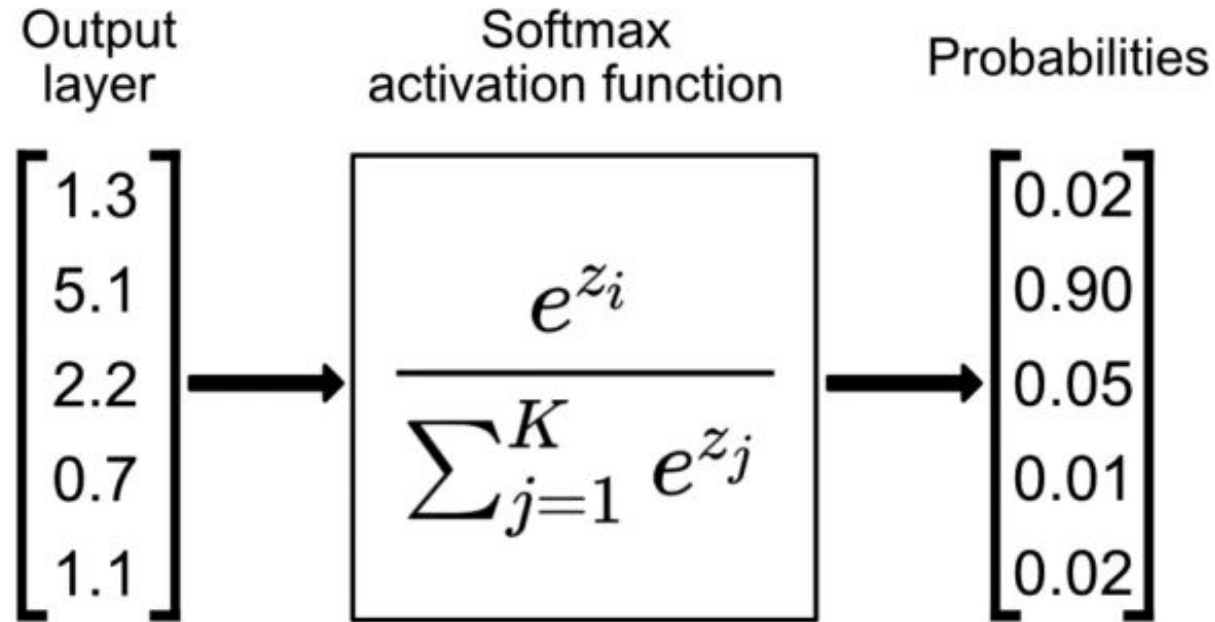 Output
layer
Softmax
activation function
Probabilities
1.3
5.1
2.2
0.7
1.1
e^{z_i}
∑_{j=1}^{K} e^{z_j}
0.02
0.90
0.05
0.01
0.02